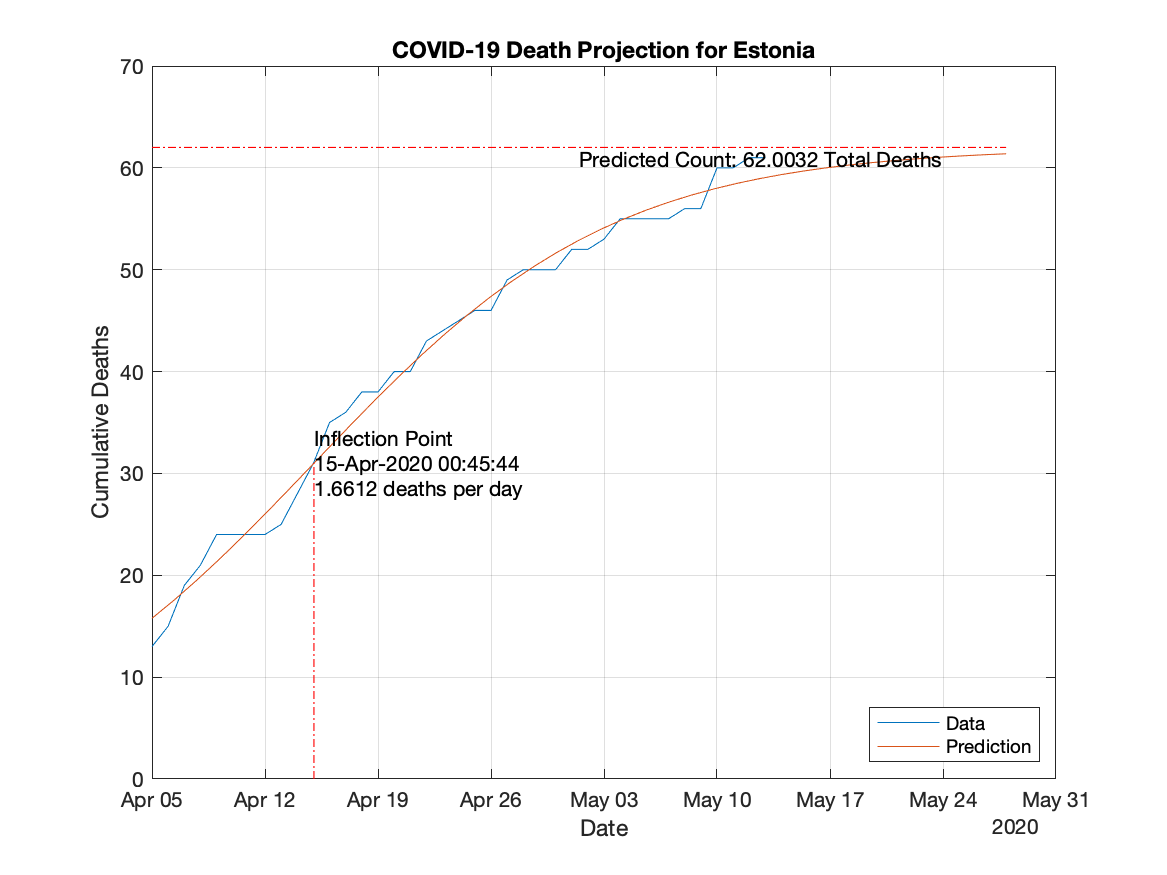 COVID-19 Death Projection for Estonia
70
60
50
40
30
20
10
0
Cumulative Deaths
Predicted Count: 62.0032 Total Deaths
Inflection Point
15-Apr-2020 00:45:44
1.6612 deaths per day
Data
Prediction
Apr 05 Apr 12 Apr 19 Apr 26 May 03 May 10 May 17 May 24 May 31
Date
2020